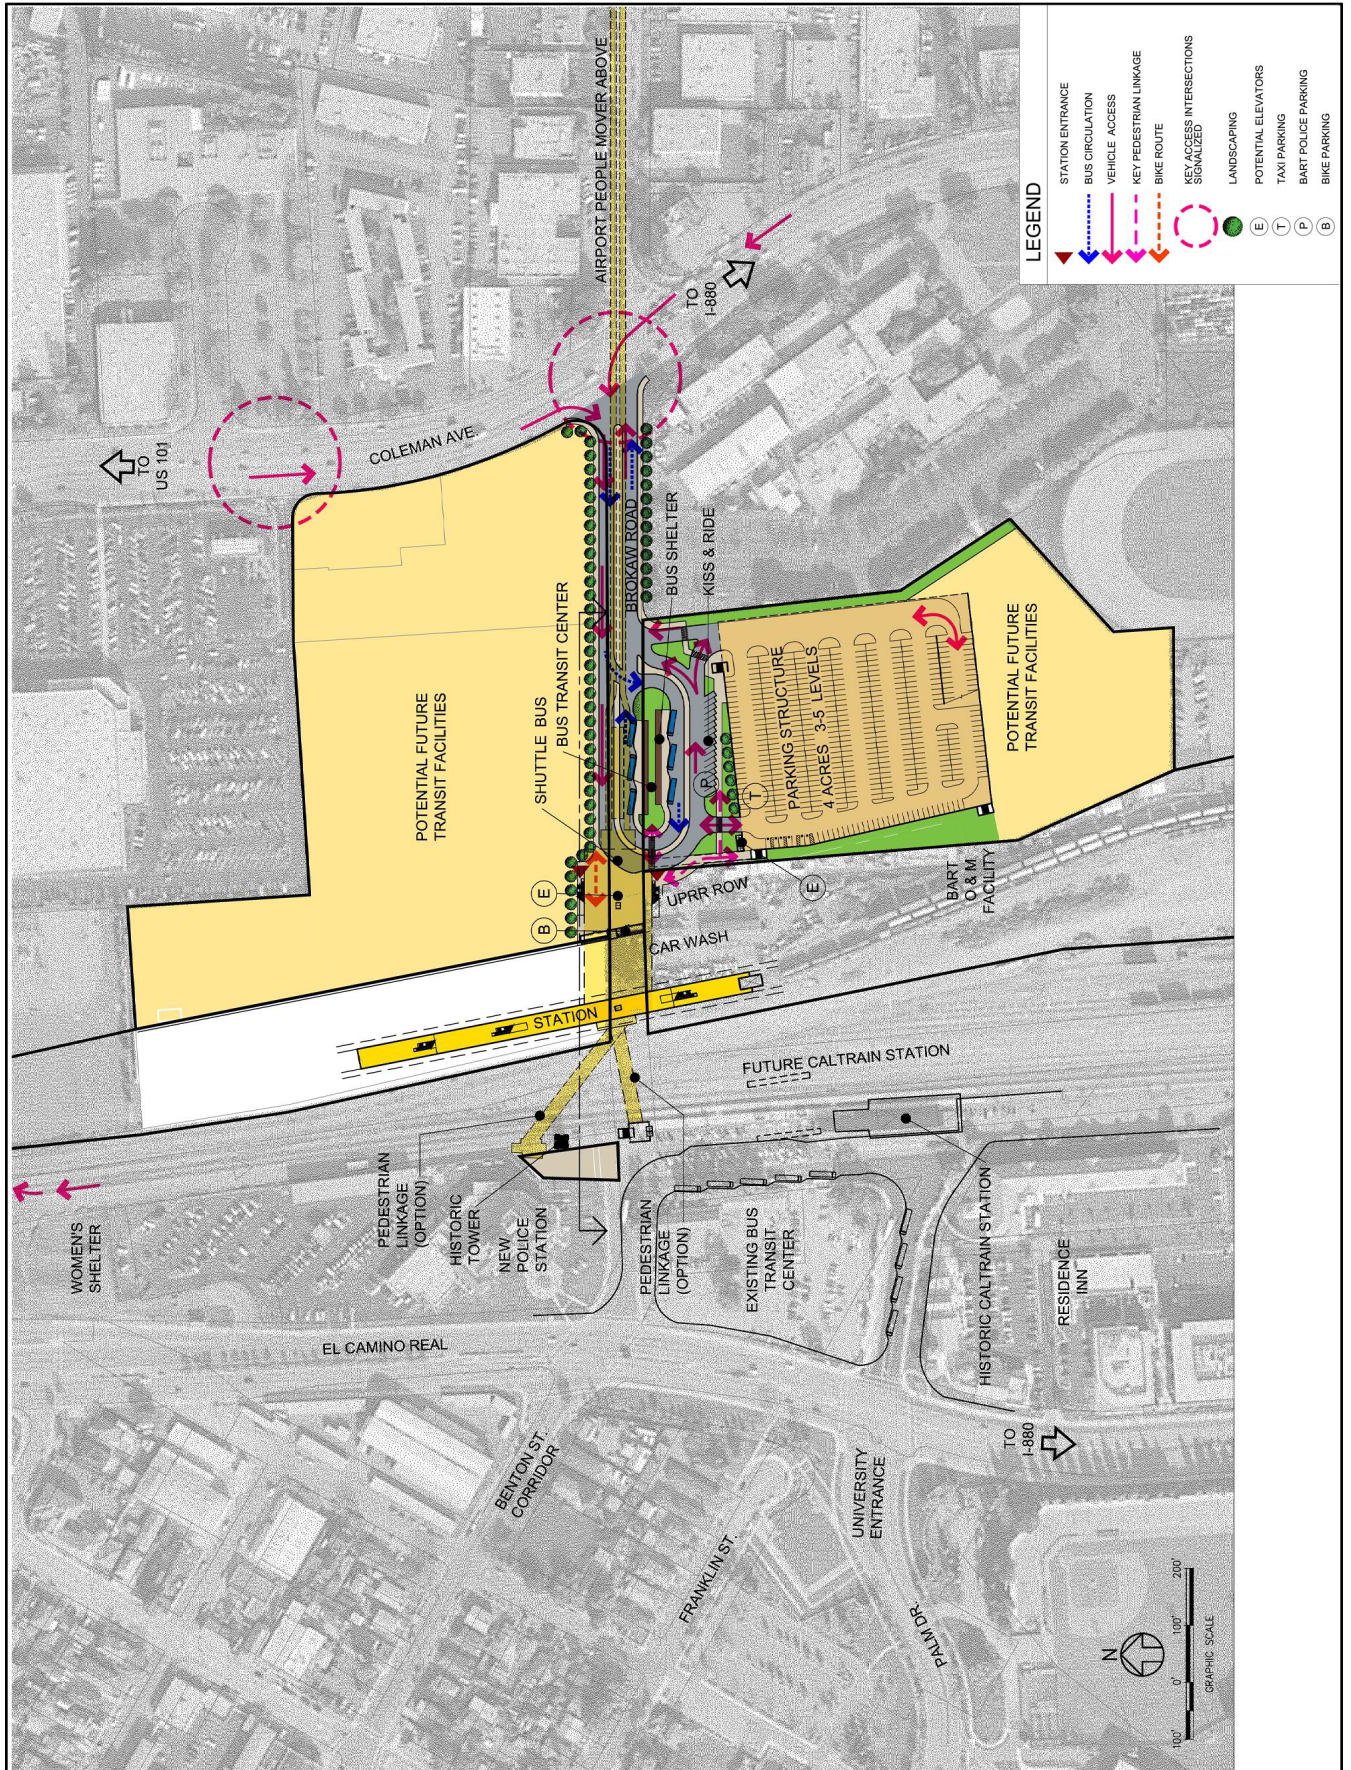 TO
US 101
COLEMAN AVE.
AIRPORT PEOPLE MOVER ABOVE
TO
I-880
POTENTIAL FUTURE
TRANSIT FACILITIES
SHUTTLE BUS
BUS TRANSIT CENTER
BROKAW ROAD
BUS SHELTER
KISS & RIDE
P
T
PARKING STRUCTURE
4 ACRES 3-5 LEVELS
POTENTIAL FUTURE
TRANSIT FACILITIES
E
B
E
UPRR ROW
CAR WASH
BART
O & M
FACILITY
STATION
FUTURE CALTRAIN STATION
WOMEN'S
SHELTER
PEDESTRIAN
LINKAGE
(OPTION)
HISTORIC
TOWER
NEW
POLICE
STATION
PEDESTRIAN
LINKAGE
(OPTION)
EXISTING BUS
TRANSIT
CENTER
HISTORIC CALTRAIN STATION
RESIDENCE
INN
EL CAMINO REAL
TO
I-880
BENTON ST.
CORRIDOR
FRANKLIN ST.
UNIVERSITY
ENTRANCE
PALM DR.
N
100' 0' 100' 200'
GRAPHIC SCALE
LEGEND
STATION ENTRANCE
BUS CIRCULATION
VEHICLE ACCESS
KEY PEDESTRIAN LINKAGE
BIKE ROUTE
KEY ACCESS INTERSECTIONS
SIGNALIZED
LANDSCAPING
E POTENTIAL ELEVATORS
T TAXI PARKING
P BART POLICE PARKING
B BIKE PARKING